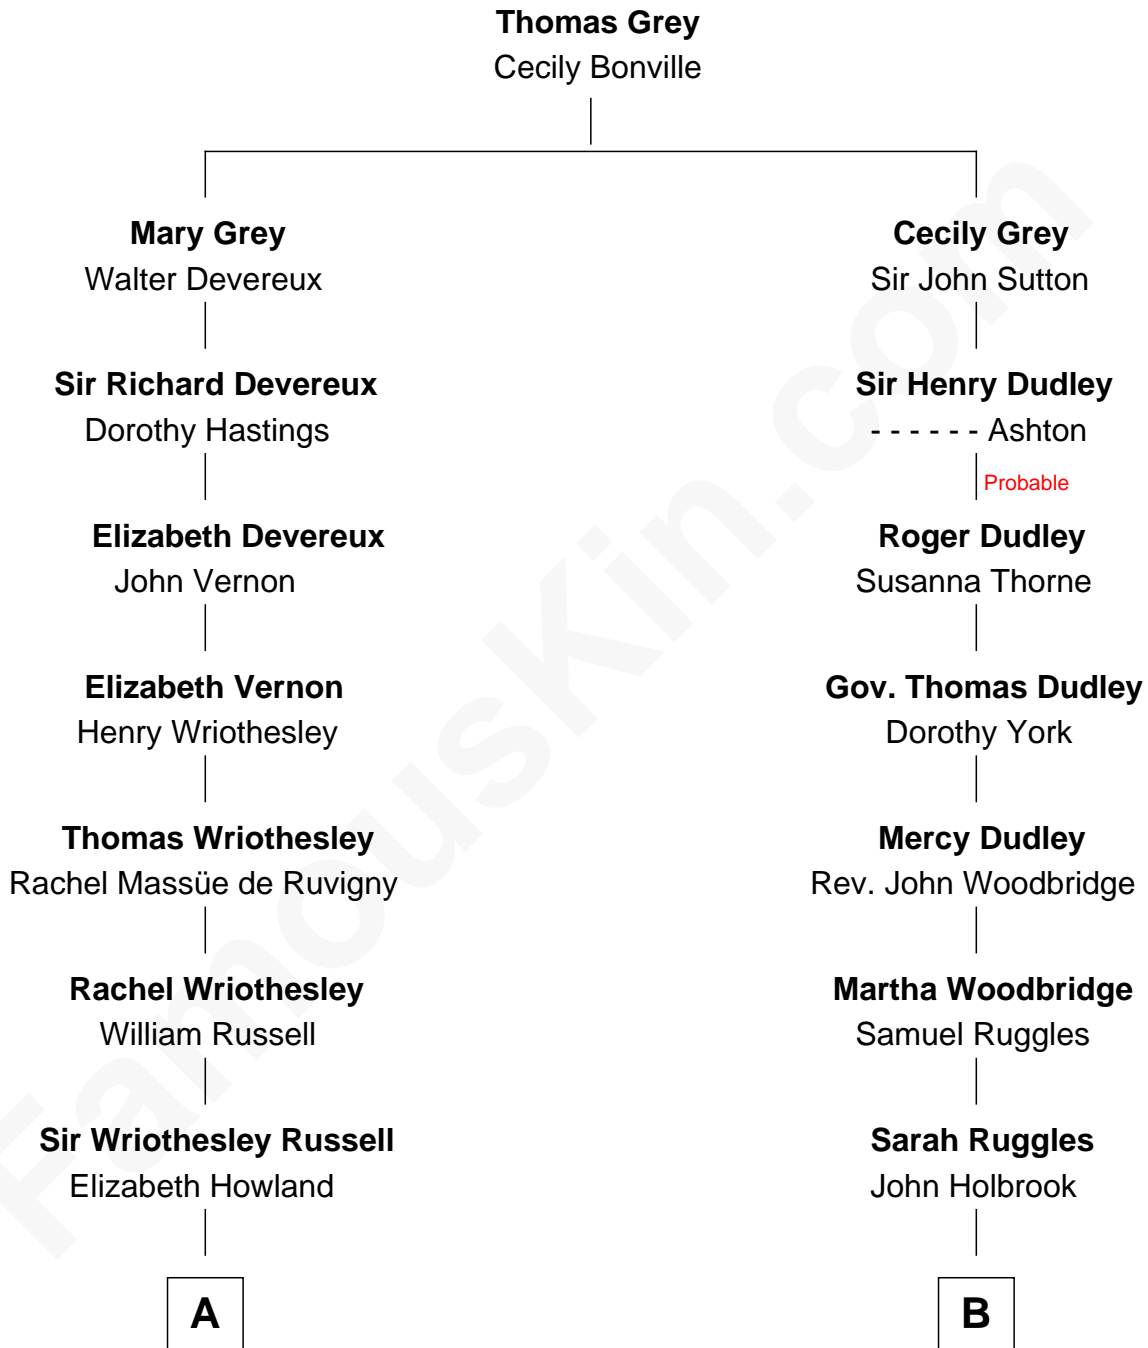 Thomas Grey
Cecily Bonville
Mary Grey
Walter Devereux
Sir Richard Devereux
Dorothy Hastings
Elizabeth Devereux
John Vernon
Elizabeth Vernon
Henry Wriothesley
Thomas Wriothesley
Rachel Massüe de Ruvigny
Rachel Wriothesley
William Russell
Sir Wriothesley Russell
Elizabeth Howland
A
Cecily Grey
Sir John Sutton
Sir Henry Dudley
- - - - - - Ashton
Probable
Roger Dudley
Susanna Thorne
Gov. Thomas Dudley
Dorothy York
Mercy Dudley
Rev. John Woodbridge
Martha Woodbridge
Samuel Ruggles
Sarah Ruggles
John Holbrook
B
FamousKin.com